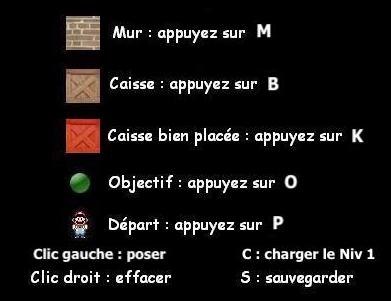 Mur : appuyez sur M
Caisse : appuyez sur B
Caisse bien placée : appuyez sur K
Objectif : appuyez sur O
Départ : appuyez sur P
Clic gauche : poser
C : charger le Niv 1
Clic droit : effacer
S : sauvegarder